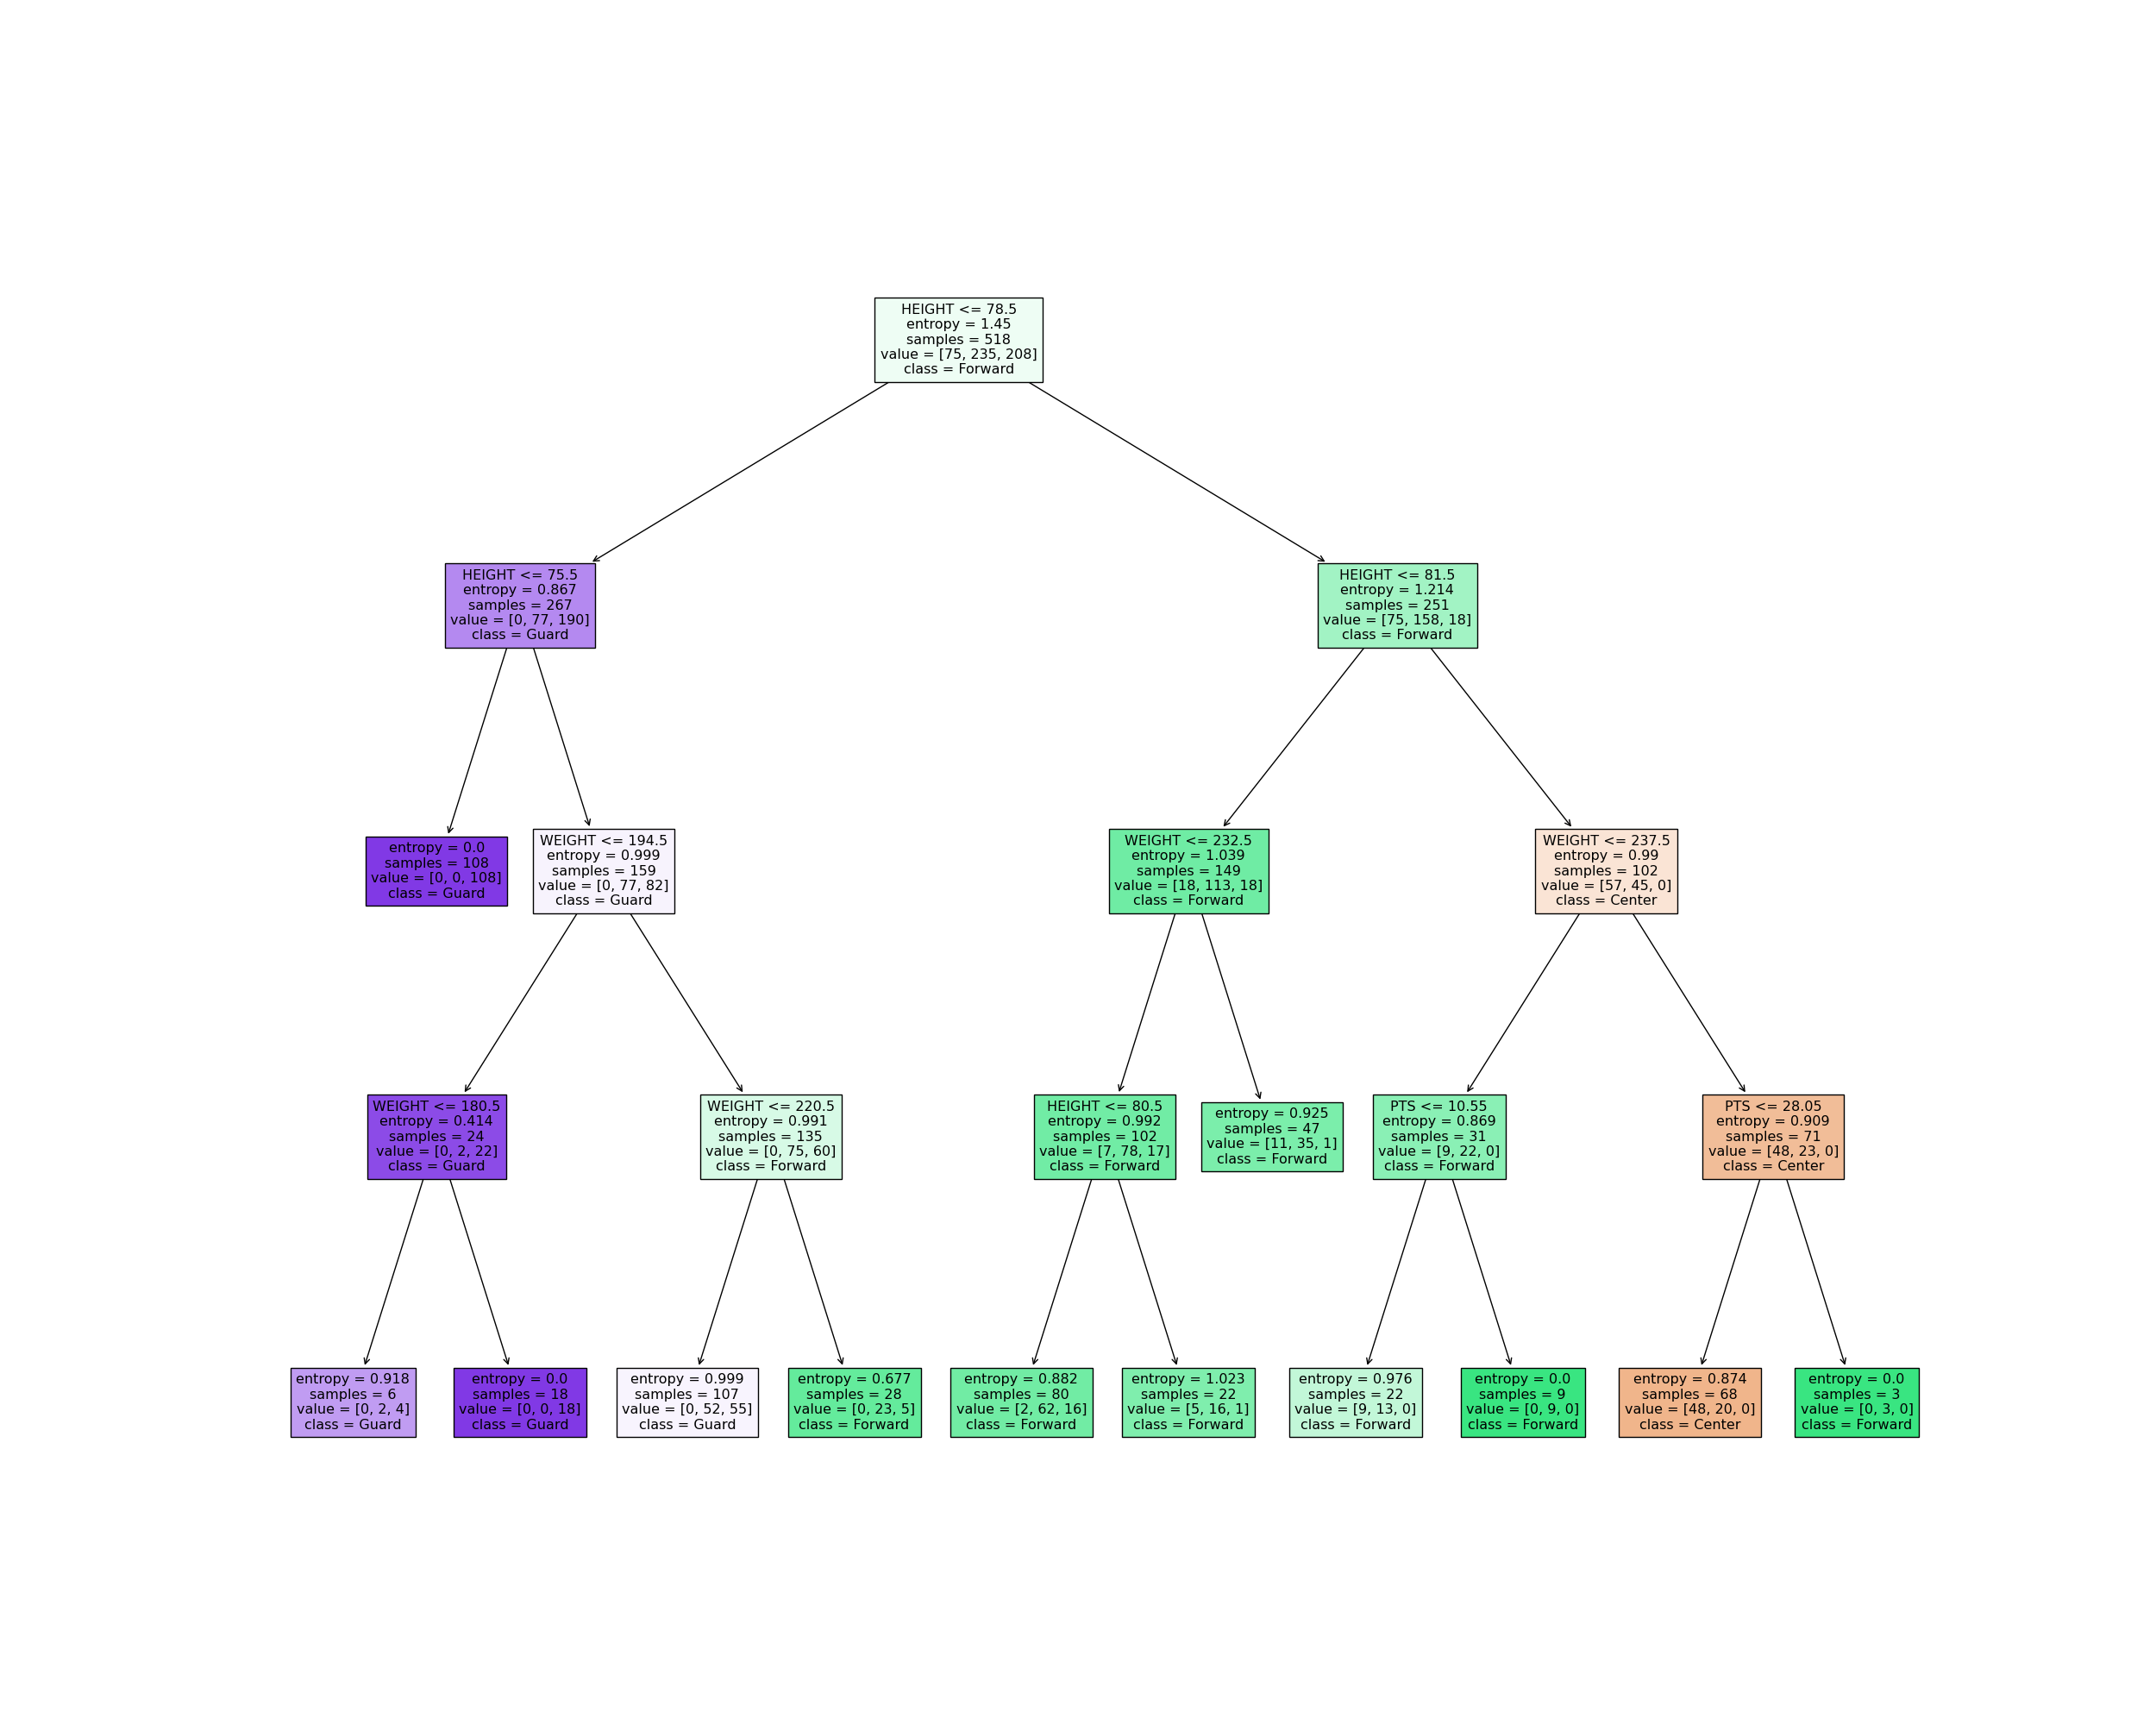 HEIGHT <= 78.5
entropy = 1.45
samples = 518
value = [75, 235, 208]
class = Forward
HEIGHT <= 75.5
entropy = 0.867
samples = 267
value = [0, 77, 190]
class = Guard
HEIGHT <= 81.5
entropy = 1.214
samples = 251
value = [75, 158, 18]
class = Forward
entropy = 0.0
samples = 108
value = [0, 0, 108]
class = Guard
WEIGHT <= 194.5
entropy = 0.999
samples = 159
value = [0, 77, 82]
class = Guard
WEIGHT <= 232.5
entropy = 1.039
samples = 149
value = [18, 113, 18]
class = Forward
WEIGHT <= 237.5
entropy = 0.99
samples = 102
value = [57, 45, 0]
class = Center
WEIGHT <= 180.5
entropy = 0.414
samples = 24
value = [0, 2, 22]
class = Guard
WEIGHT <= 220.5
entropy = 0.991
samples = 135
value = [0, 75, 60]
class = Forward
HEIGHT <= 80.5
entropy = 0.992
samples = 102
value = [7, 78, 17]
class = Forward
entropy = 0.925
samples = 47
value = [11, 35, 1]
class = Forward
PTS <= 10.55
entropy = 0.869
samples = 31
value = [9, 22, 0]
class = Forward
PTS <= 28.05
entropy = 0.909
samples = 71
value = [48, 23, 0]
class = Center
entropy = 0.918
samples = 6
value = [0, 2, 4]
class = Guard
entropy = 0.0
samples = 18
value = [0, 0, 18]
class = Guard
entropy = 0.999
samples = 107
value = [0, 52, 55]
class = Guard
entropy = 0.677
samples = 28
value = [0, 23, 5]
class = Forward
entropy = 0.882
samples = 80
value = [2, 62, 16]
class = Forward
entropy = 1.023
samples = 22
value = [5, 16, 1]
class = Forward
entropy = 0.976
samples = 22
value = [9, 13, 0]
class = Forward
entropy = 0.0
samples = 9
value = [0, 9, 0]
class = Forward
entropy = 0.874
samples = 68
value = [48, 20, 0]
class = Center
entropy = 0.0
samples = 3
value = [0, 3, 0]
class = Forward